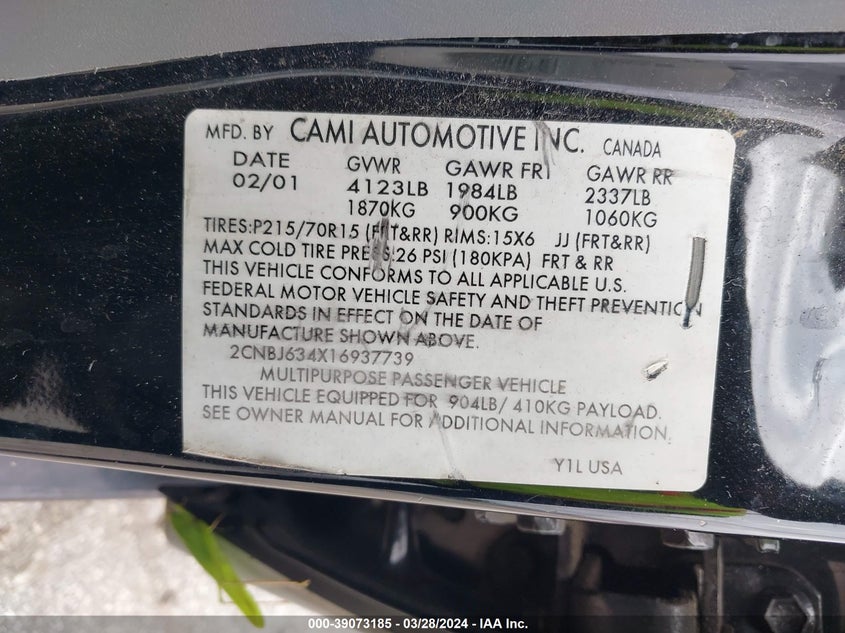 MFD. BY CAMI AUTOMOTIVE INC. CANADA
DATE GVWR GAWR FRT GAWR RR
02/01 4123LB 1984LB 2337LB
1870KG 900KG 1060KG
TIRES:P215/70R15 (FRT&RR) RIMS:15X6 JJ (FRT&RR)
MAX COLD TIRE PRESS:26 PSI (180KPA) FRT & RR
THIS VEHICLE CONFORMS TO ALL APPLICABLE U.S.
FEDERAL MOTOR VEHICLE SAFETY AND THEFT PREVENTION
STANDARDS IN EFFECT ON THE DATE OF
MANUFACTURE SHOWN ABOVE.
2CNBJ634X16937739
MULTIPURPOSE PASSENGER VEHICLE
THIS VEHICLE EQUIPPED FOR 904LB/ 410KG PAYLOAD.
SEE OWNER MANUAL FOR ADDITIONAL INFORMATION.
Y1L USA
000-39073185 - 03/28/2024 - IAA Inc.